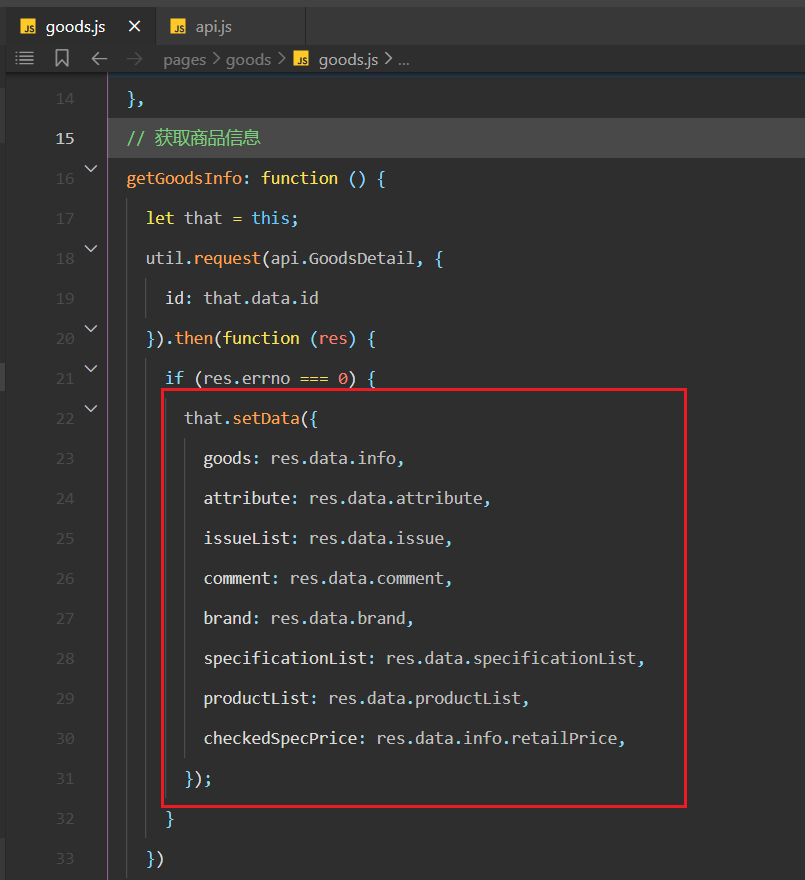 JS goods.js × JS api.js
pages > goods > JS goods.js > ...
14 },
15 // 获取商品信息
16 getGoodsInfo: function () {
17 let that = this;
18 util.request(api.GoodsDetail, {
19 id: that.data.id
20 }).then(function (res) {
21 if (res.errno === 0) {
22 that.setData({
23 goods: res.data.info,
24 attribute: res.data.attribute,
25 issueList: res.data.issue,
26 comment: res.data.comment,
27 brand: res.data.brand,
28 specificationList: res.data.specificationList,
29 productList: res.data.productList,
30 checkedSpecPrice: res.data.info.retailPrice,
31 });
32 }
33 })